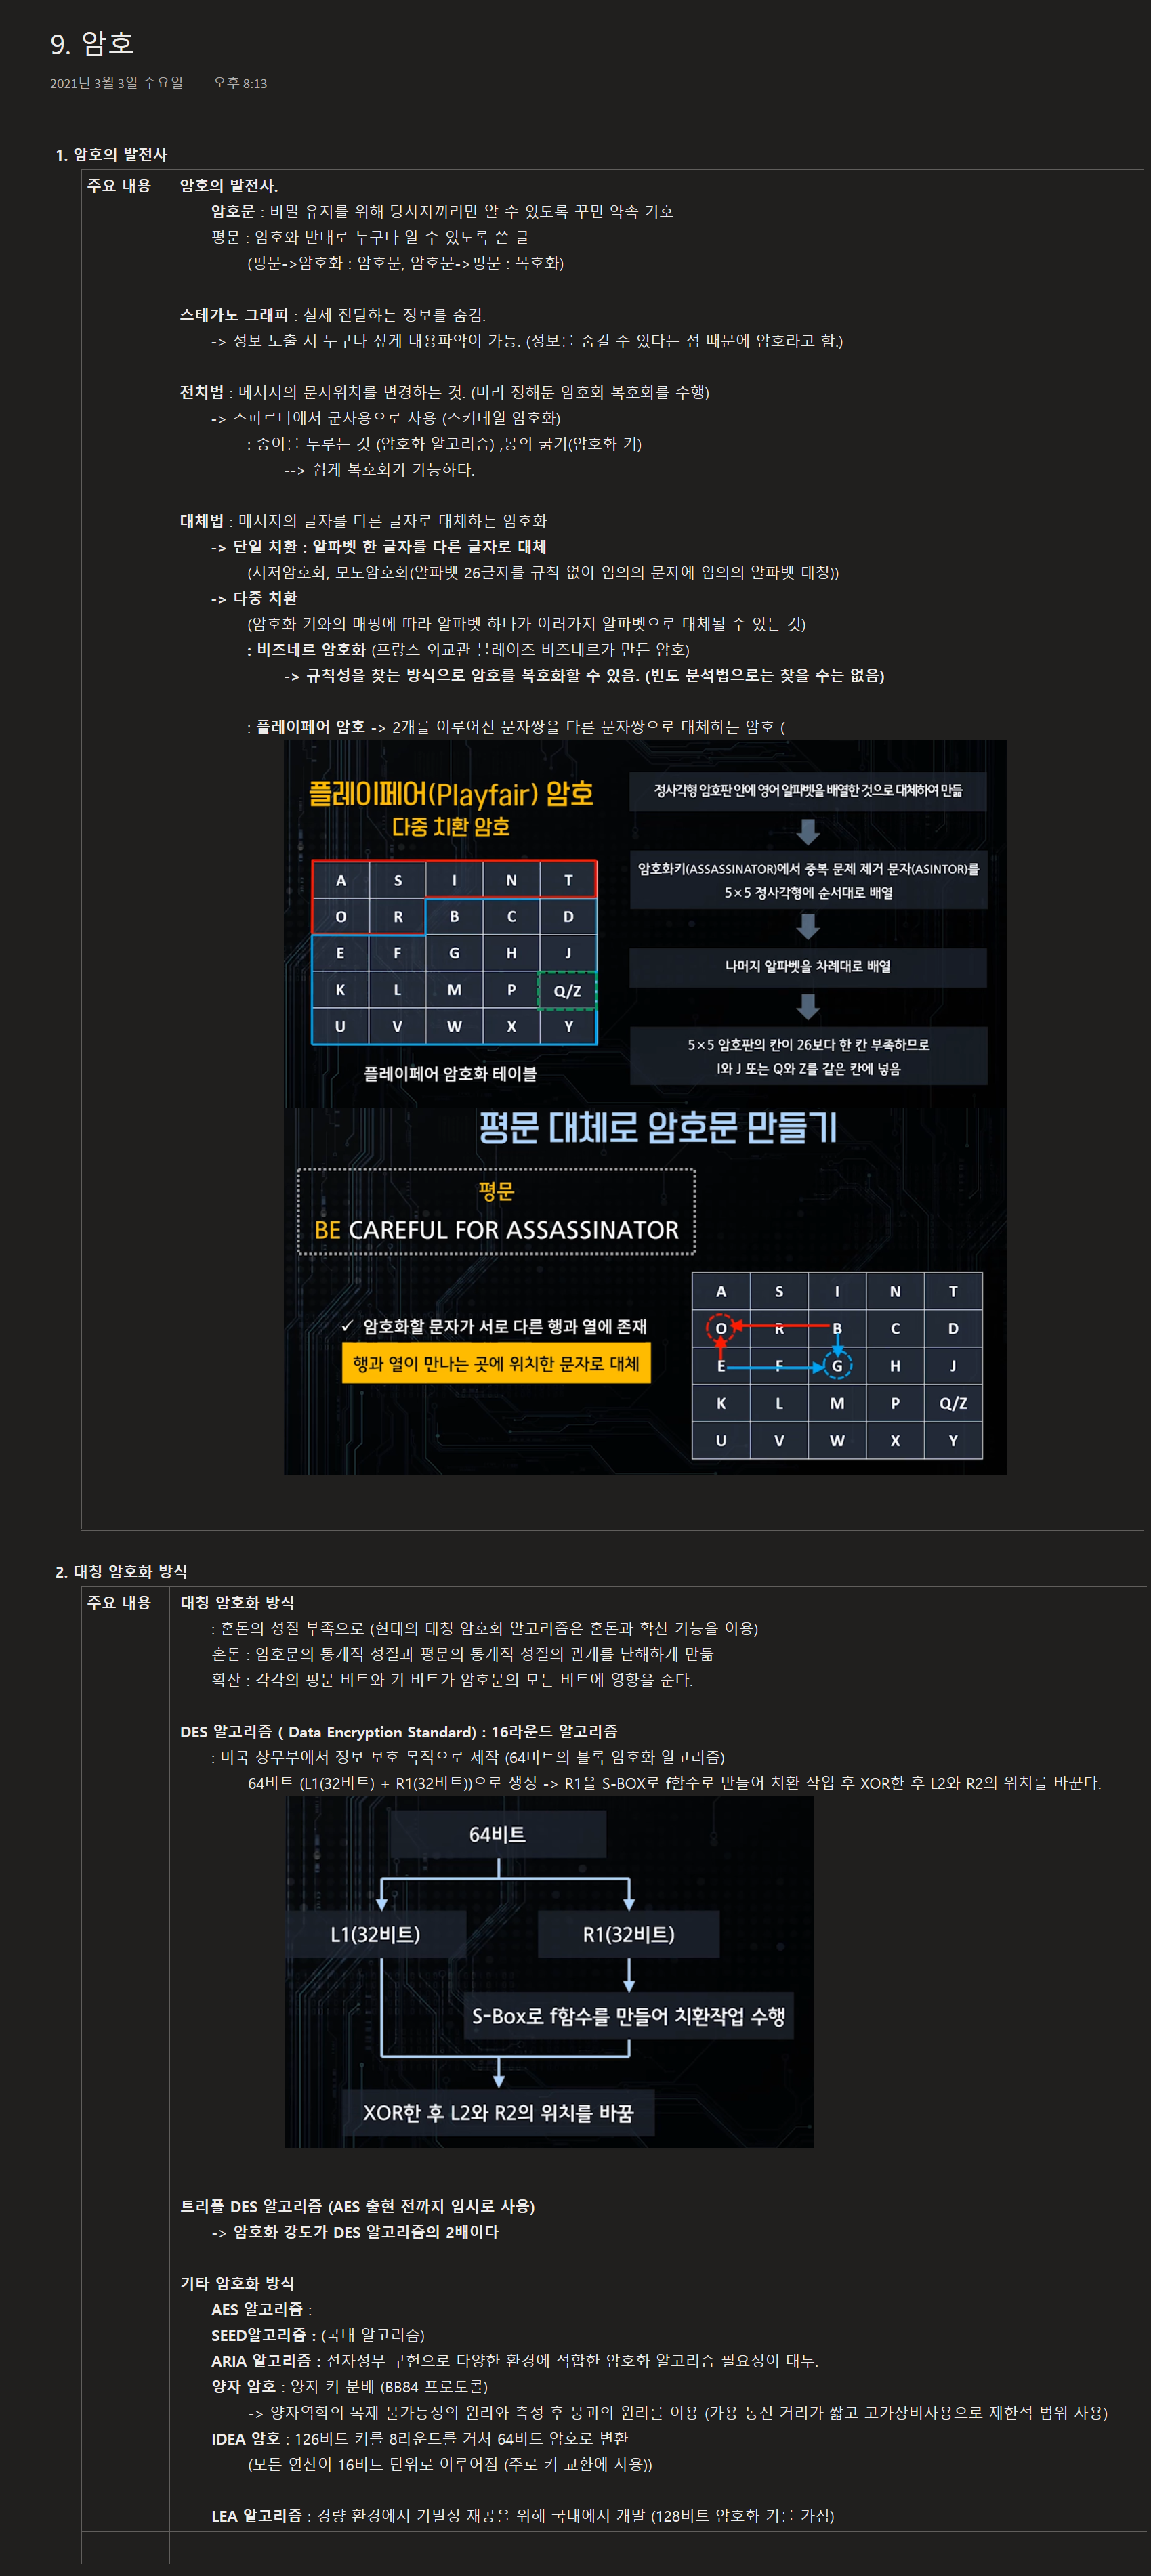 9. 암호
2021년 3월 3일 수요일 오후 8:13
1. 암호의 발전사
주요 내용
암호의 발전사.
암호문 : 비밀 유지를 위해 당사자끼리만 알 수 있도록 꾸민 약속 기호
평문 : 암호와 반대로 누구나 알 수 있도록 쓴 글
(평문->암호화 : 암호문, 암호문->평문 : 복호화)
스테가노 그래피 : 실제 전달하는 정보를 숨김.
-> 정보 노출 시 누구나 싶게 내용파악이 가능. (정보를 숨길 수 있다는 점 때문에 암호라고 함.)
전치법 : 메시지의 문자위치를 변경하는 것. (미리 정해둔 암호화 복호화를 수행)
-> 스파르타에서 군사용으로 사용 (스키테일 암호화)
: 종이를 두루는 것 (암호화 알고리즘) ,봉의 굵기(암호화 키)
--> 쉽게 복호화가 가능하다.
대체법 : 메시지의 글자를 다른 글자로 대체하는 암호화
-> 단일 치환 : 알파벳 한 글자를 다른 글자로 대체
(시저암호화, 모노암호화(알파벳 26글자를 규칙 없이 임의의 문자에 임의의 알파벳 대칭))
-> 다중 치환
(암호화 키와의 매핑에 따라 알파벳 하나가 여러가지 알파벳으로 대체될 수 있는 것)
: 비즈네르 암호화 (프랑스 외교관 블레이즈 비즈네르가 만든 암호)
-> 규칙성을 찾는 방식으로 암호를 복호화할 수 있음. (빈도 분석법으로는 찾을 수는 없음)
: 플레이페어 암호 -> 2개를 이루어진 문자쌍을 다른 문자쌍으로 대체하는 암호 (
플레이페어(Playfair) 암호
다중 치환 암호
A S I N T
O R B C D
E F G H J
K L M P Q/Z
U V W X Y
플레이페어 암호화 테이블
정사각형 암호판 안에 영어 알파벳을 배열한 것으로 대체하여 만듦
암호화키(ASSASSINATOR)에서 중복 문제 제거 문자(ASINTOR)를
5×5 정사각형에 순서대로 배열
나머지 알파벳을 차례대로 배열
5×5 암호판의 칸이 26보다 한 칸 부족하므로
I와 J 또는 Q와 Z를 같은 칸에 넣음
평문 대체로 암호문 만들기
평문
BE CAREFUL FOR ASSASSINATOR
✓ 암호화할 문자가 서로 다른 행과 열에 존재
행과 열이 만나는 곳에 위치한 문자로 대체
A S I N T
O R B C D
E F G H J
K L M P Q/Z
U V W X Y
2. 대칭 암호화 방식
주요 내용
대칭 암호화 방식
: 혼돈의 성질 부족으로 (현대의 대칭 암호화 알고리즘은 혼돈과 확산 기능을 이용)
혼돈 : 암호문의 통계적 성질과 평문의 통계적 성질의 관계를 난해하게 만듦
확산 : 각각의 평문 비트와 키 비트가 암호문의 모든 비트에 영향을 준다.
DES 알고리즘 ( Data Encryption Standard) : 16라운드 알고리즘
: 미국 상무부에서 정보 보호 목적으로 제작 (64비트의 블록 암호화 알고리즘)
64비트 (L1(32비트) + R1(32비트))으로 생성 -> R1을 S-BOX로 f함수로 만들어 치환 작업 후 XOR한 후 L2와 R2의 위치를 바꾼다.
64비트
L1(32비트) R1(32비트)
S-Box로 f함수를 만들어 치환작업 수행
XOR한 후 L2와 R2의 위치를 바꿈
트리플 DES 알고리즘 (AES 출현 전까지 임시로 사용)
-> 암호화 강도가 DES 알고리즘의 2배이다
기타 암호화 방식
AES 알고리즘 :
SEED알고리즘 : (국내 알고리즘)
ARIA 알고리즘 : 전자정부 구현으로 다양한 환경에 적합한 암호화 알고리즘 필요성이 대두.
양자 암호 : 양자 키 분배 (BB84 프로토콜)
-> 양자역학의 복제 불가능성의 원리와 측정 후 붕괴의 원리를 이용 (가용 통신 거리가 짧고 고가장비사용으로 제한적 범위 사용)
IDEA 암호 : 126비트 키를 8라운드를 거쳐 64비트 암호로 변환
(모든 연산이 16비트 단위로 이루어짐 (주로 키 교환에 사용))
LEA 알고리즘 : 경량 환경에서 기밀성 재공을 위해 국내에서 개발 (128비트 암호화 키를 가짐)